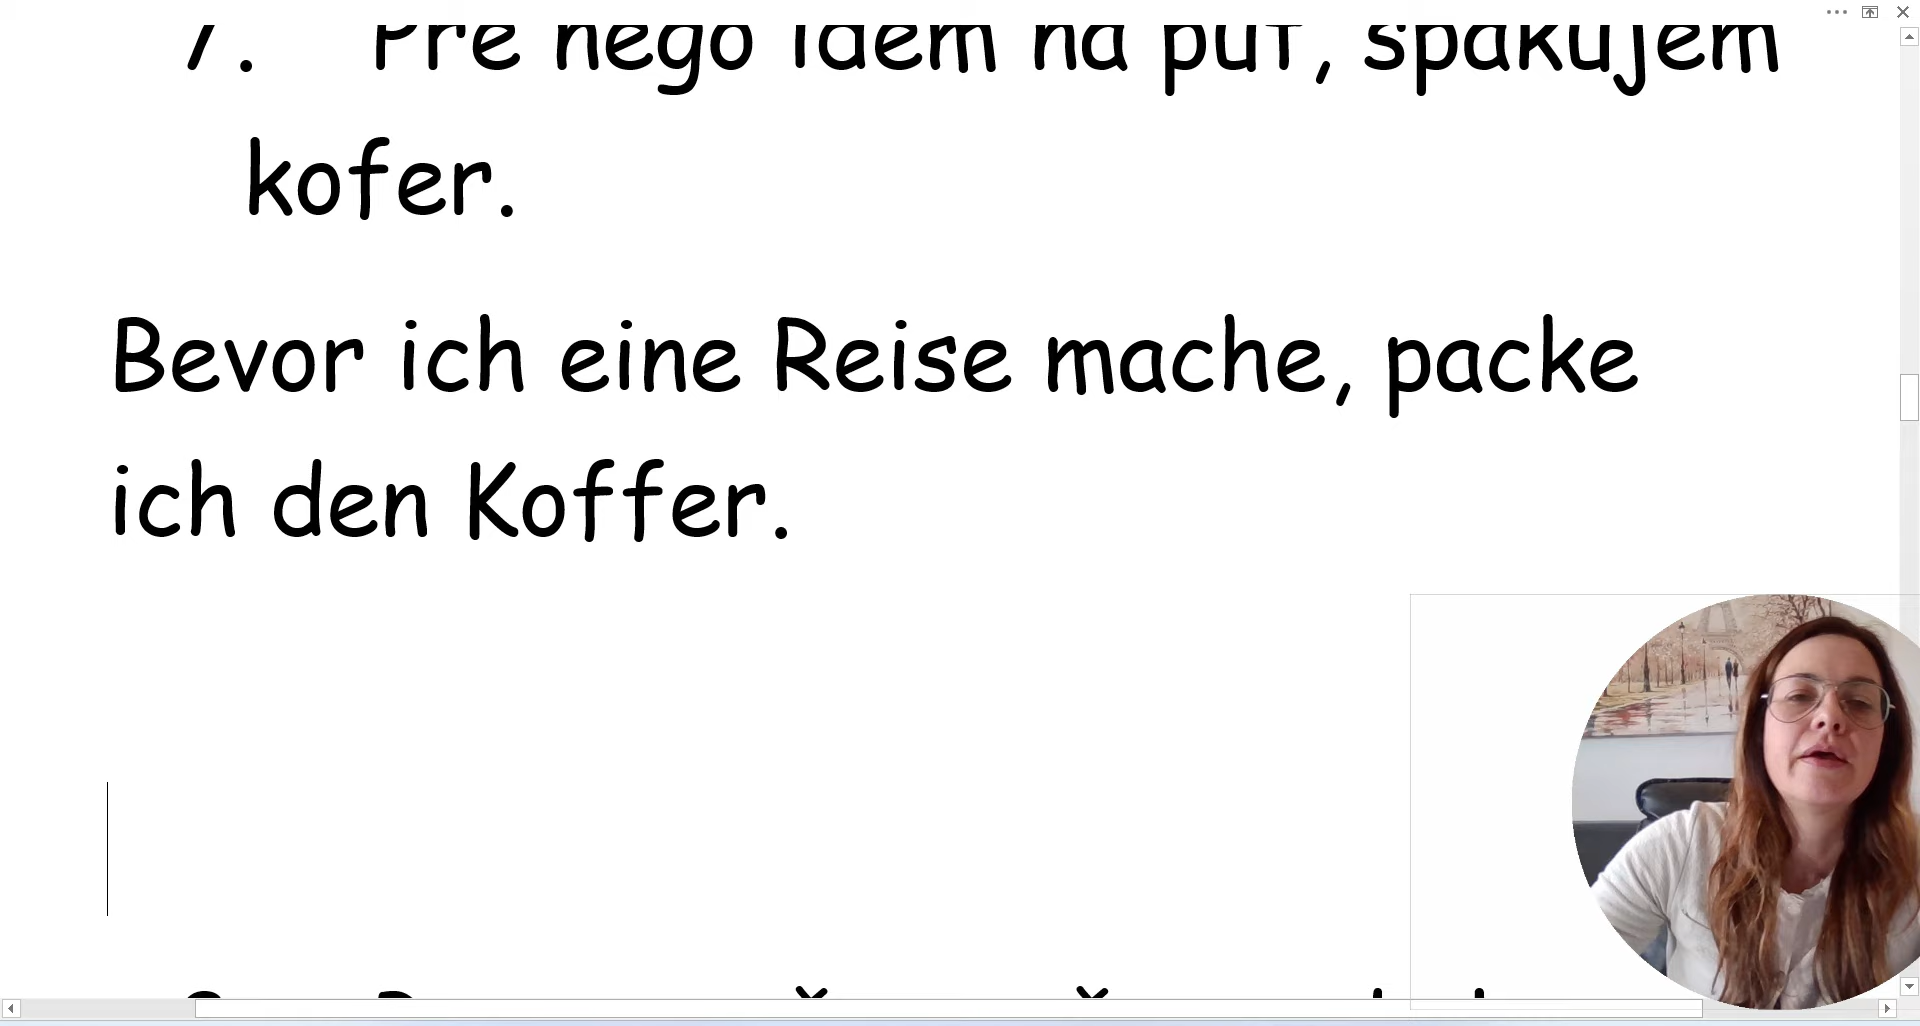 7. Pre nego idem na put, spakujem
kofer.
Bevor ich eine Reise mache, packe
ich den Koffer.